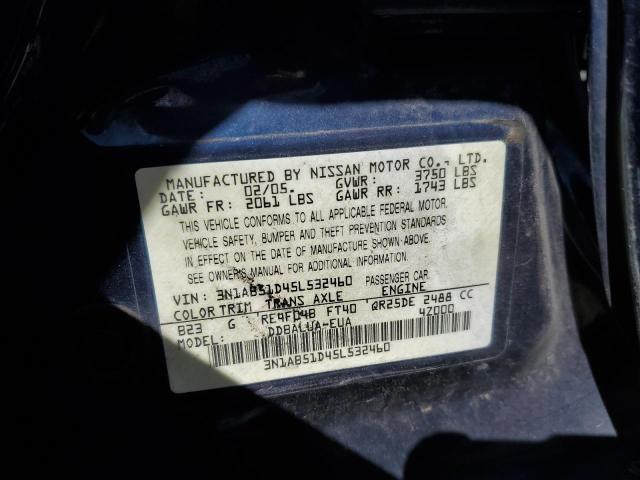 MANUFACTURED BY NISSAN MOTOR CO., LTD.
DATE: 02/05. GVWR: 3750 LBS
GAWR FR: 2061 LBS GAWR RR: 1743 LBS
THIS VEHICLE CONFORMS TO ALL APPLICABLE FEDERAL MOTOR
VEHICLE SAFETY, BUMPER AND THEFT PREVENTION STANDARDS
IN EFFECT ON THE DATE OF MANUFACTURE SHOWN ABOVE.
SEE OWNER'S MANUAL FOR ADDITIONAL INFORMATION.
VIN: 3N1AB51D45L532460 PASSENGER CAR
COLOR TRIM TRANS AXLE ENGINE
B23 G RE4F04B FT40 QR25DE 2488 CC
MODEL: DDBALUA-EUA 47000
3N1AB51D45L532460